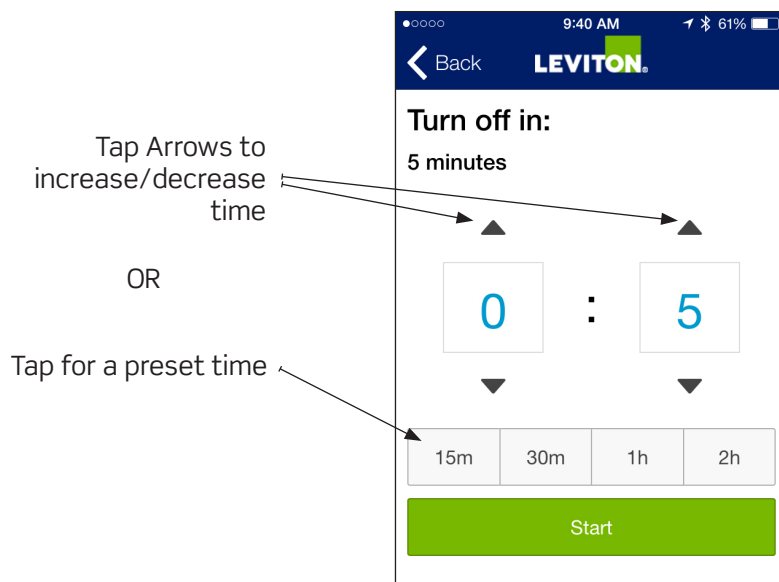 9:40 AM
61%
Back
LEVITON®
Turn off in:
5 minutes
Tap Arrows to
increase/decrease
time
OR
0 : 5
Tap for a preset time
15m 30m 1h 2h
Start